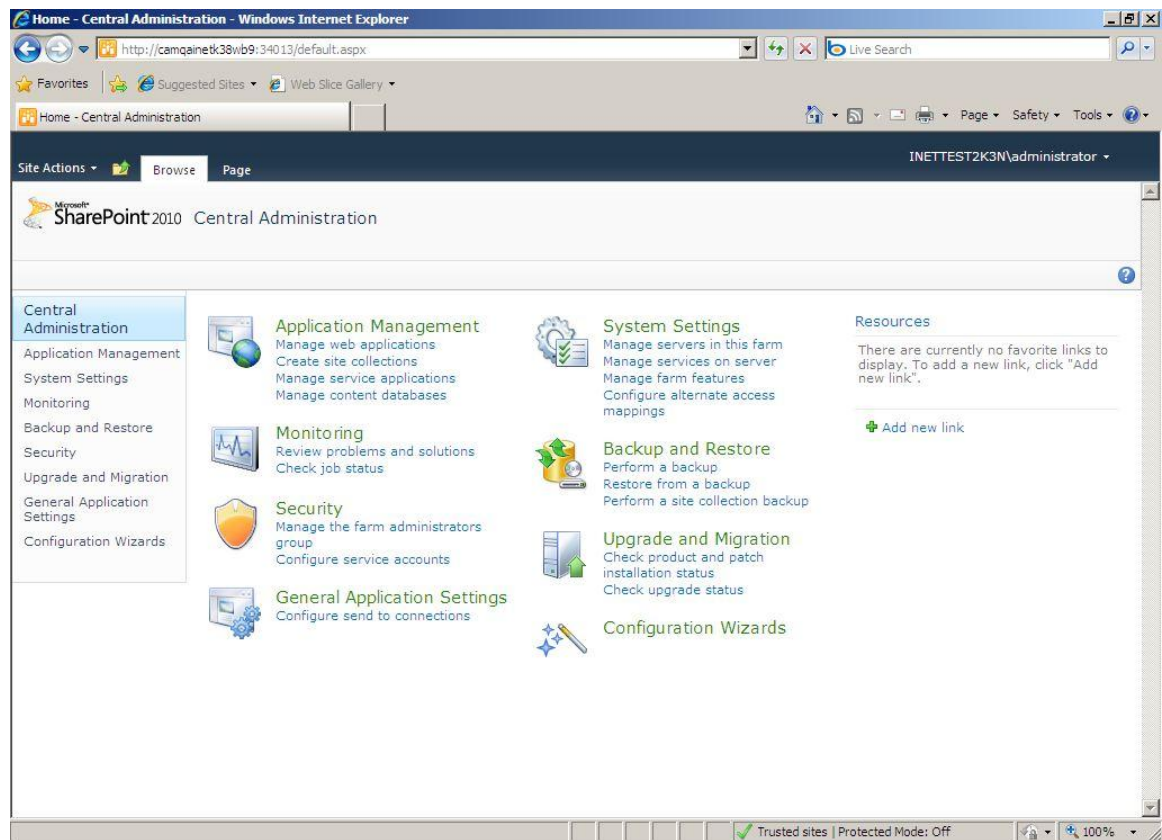 Home - Central Administration - Windows Internet Explorer
http://camqainetk38wb9:34013/default.aspx
Live Search
Favorites
Suggested Sites
Web Slice Gallery
Home - Central Administration
Page
Safety
Tools
Site Actions
Browse
Page
INETTEST2K3N\administrator
Microsoft
SharePoint 2010
Central Administration
Central
Administration
Application Management
System Settings
Monitoring
Backup and Restore
Security
Upgrade and Migration
General Application
Settings
Configuration Wizards
Application Management
Manage web applications
Create site collections
Manage service applications
Manage content databases
Monitoring
Review problems and solutions
Check job status
Security
Manage the farm administrators
group
Configure service accounts
General Application Settings
Configure send to connections
System Settings
Manage servers in this farm
Manage services on server
Manage farm features
Configure alternate access
mappings
Backup and Restore
Perform a backup
Restore from a backup
Perform a site collection backup
Upgrade and Migration
Check product and patch
installation status
Check upgrade status
Configuration Wizards
Resources
There are currently no favorite links to
display. To add a new link, click "Add
new link".
Add new link
Trusted sites | Protected Mode: Off
100%